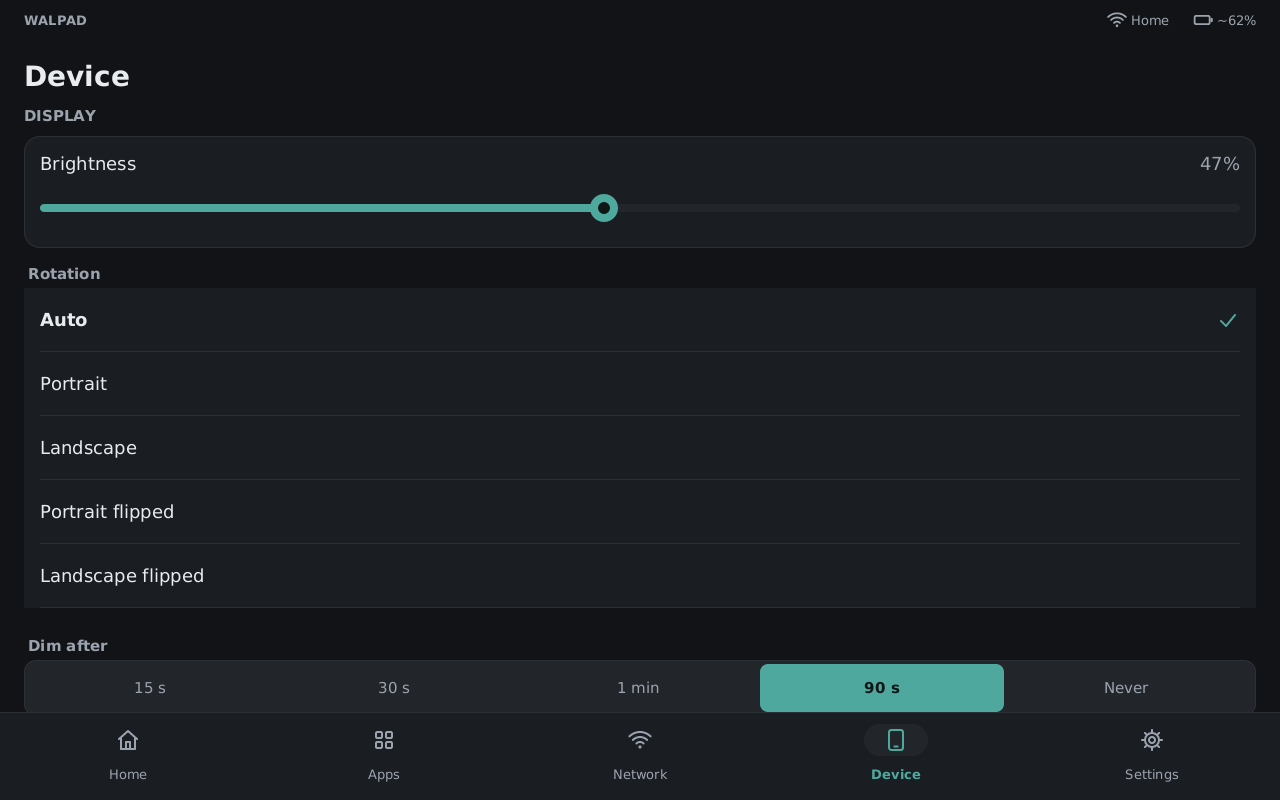 WALPAD Home ~62%
Device
DISPLAY
Brightness 47%
Rotation
Auto
Portrait
Landscape
Portrait flipped
Landscape flipped
Dim after
15 s 30 s 1 min 90 s Never
Home Apps Network Device Settings